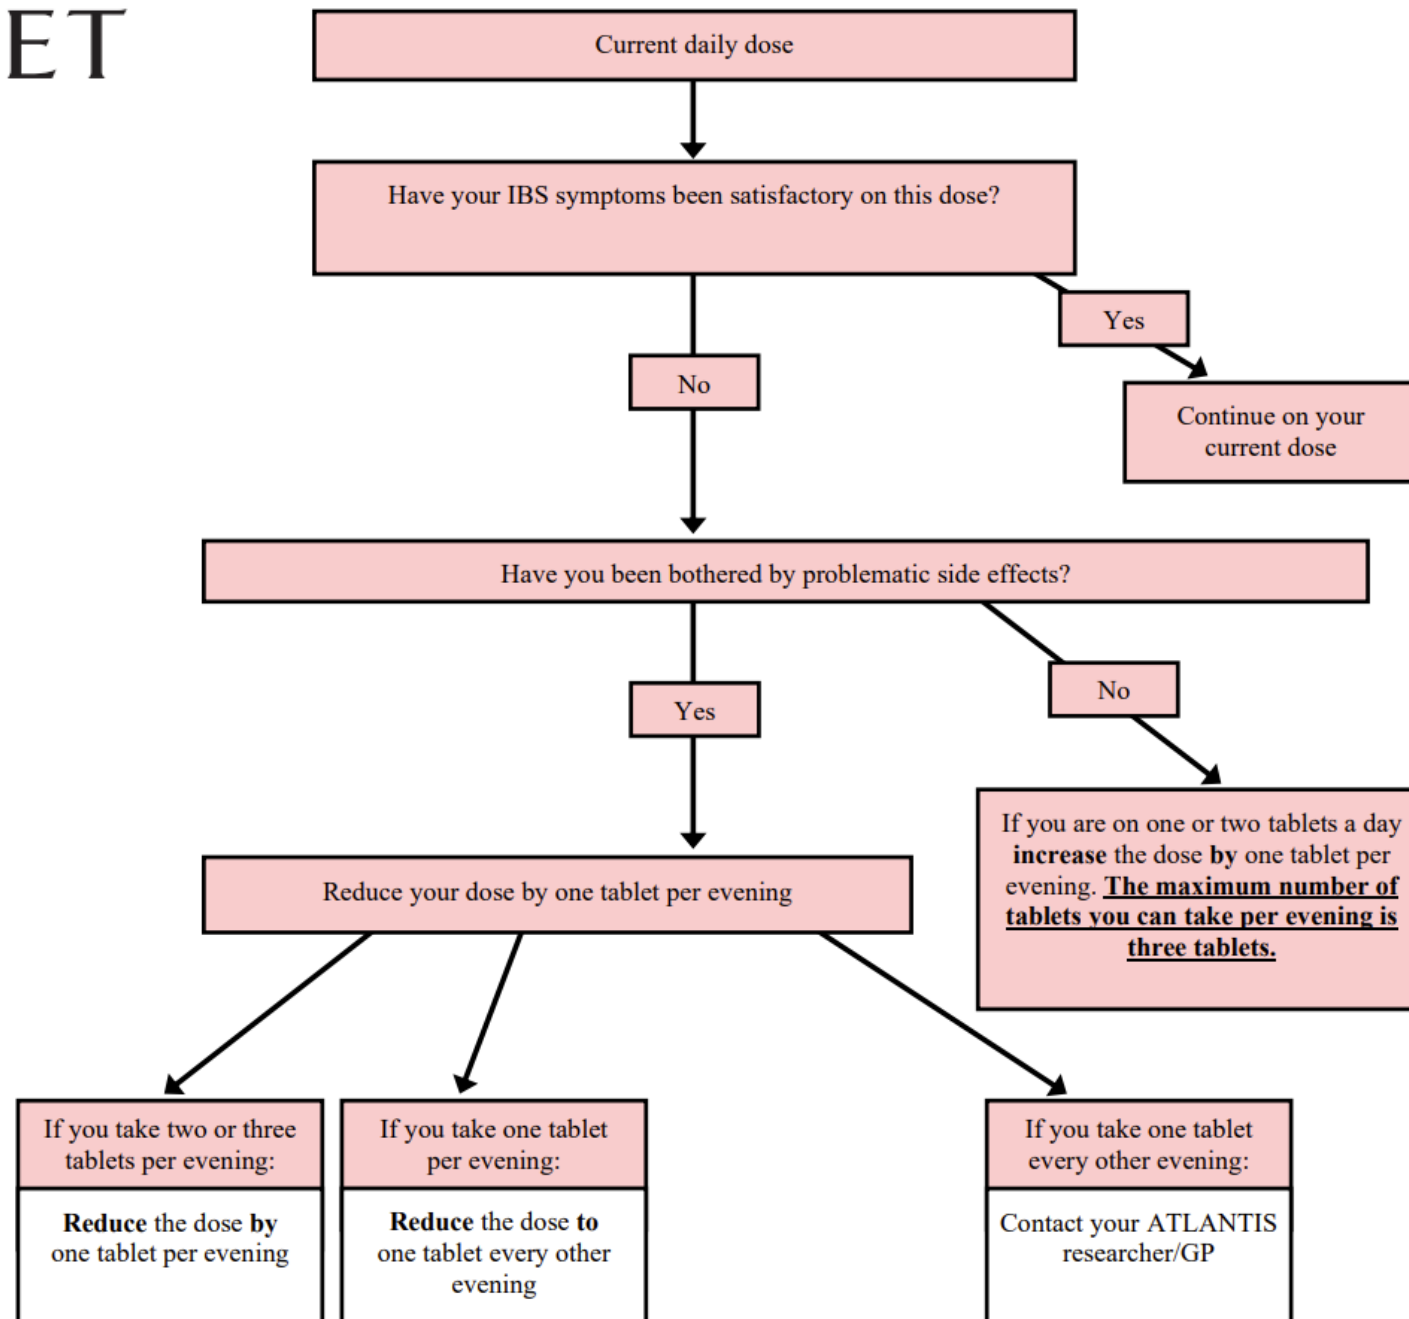 ET
Current daily dose
Have your IBS symptoms been satisfactory on this dose?
Yes
No
Continue on your
current dose
Have you been bothered by problematic side effects?
Yes
No
If you are on one or two tablets a day
increase the dose by one tablet per
evening. The maximum number of
tablets you can take per evening is
three tablets.
Reduce your dose by one tablet per evening
If you take two or three
tablets per evening:
Reduce the dose by
one tablet per evening
If you take one tablet
per evening:
Reduce the dose to
one tablet every other
evening
If you take one tablet
every other evening:
Contact your ATLANTIS
researcher/GP